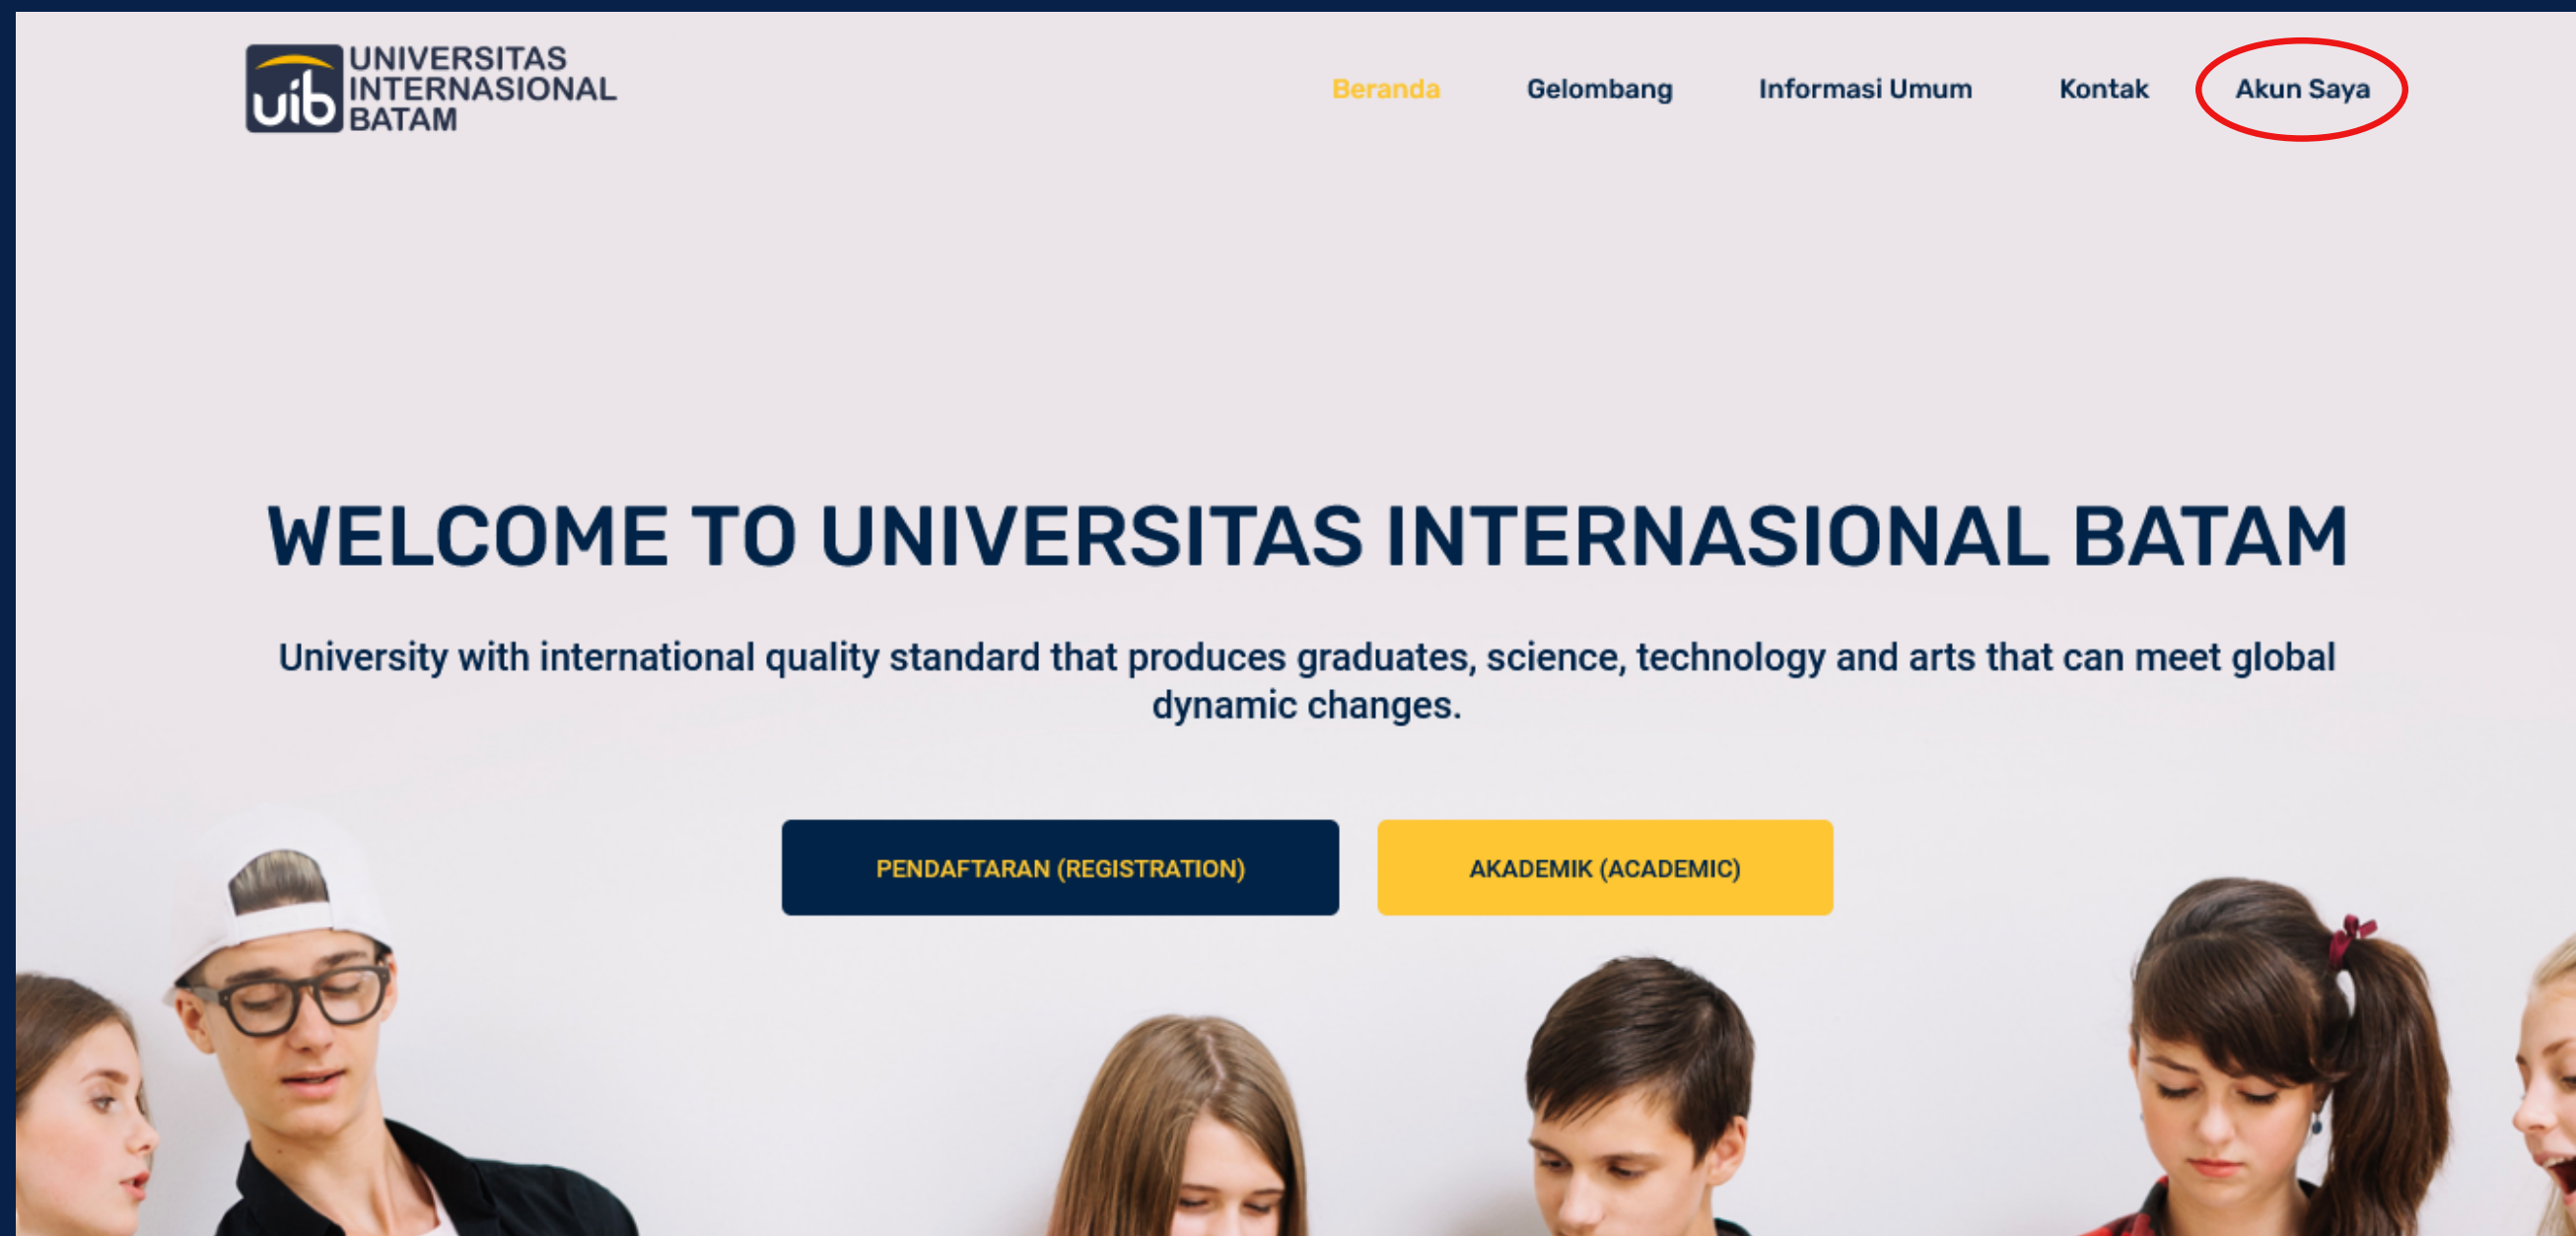 uib
UNIVERSITAS
INTERNASIONAL
BATAM
Beranda Gelombang Informasi Umum Kontak Akun Saya
WELCOME TO UNIVERSITAS INTERNASIONAL BATAM
University with international quality standard that produces graduates, science, technology and arts that can meet global
dynamic changes.
PENDAFTARAN (REGISTRATION) AKADEMIK (ACADEMIC)